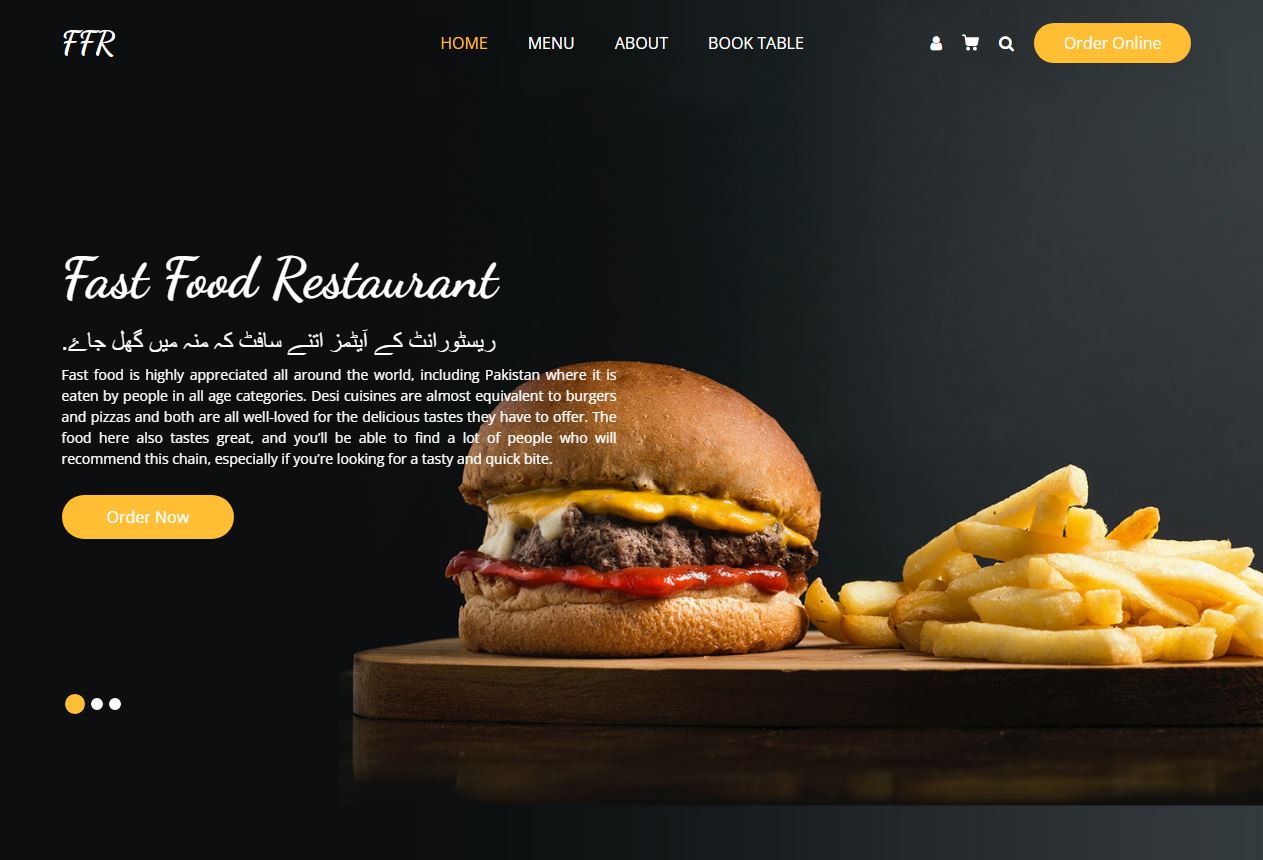 FFR
HOME
MENU
ABOUT
BOOK TABLE
Order Online
Fast Food Restaurant
ریسٹورانٹ کے آیٹمز اتنے سافٹ کہ منہ میں گھل جاۓ.
Fast food is highly appreciated all around the world, including Pakistan where it is
eaten by people in all age categories. Desi cuisines are almost equivalent to burgers
and pizzas and both are all well-loved for the delicious tastes they have to offer. The
food here also tastes great, and you’ll be able to find a lot of people who will
recommend this chain, especially if you’re looking for a tasty and quick bite.
Order Now